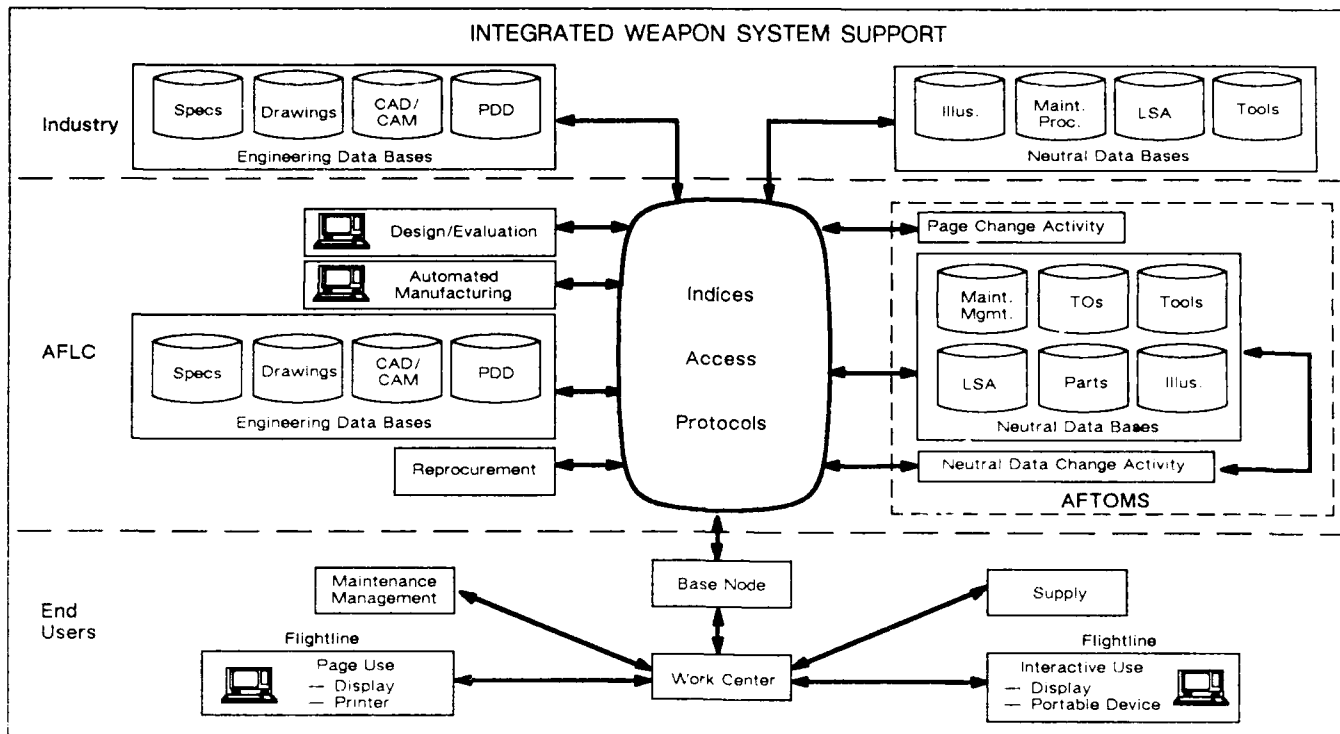 INTEGRATED WEAPON SYSTEM SUPPORT
Industry
Specs
Drawings
CAD/
CAM
PDD
Engineering Data Bases
Illus.
Maint.
Proc.
LSA
Tools
Neutral Data Bases
AFLC
Design/Evaluation
Automated
Manufacturing
Specs
Drawings
CAD/
CAM
PDD
Engineering Data Bases
Reprocurement
Indices
Access
Protocols
Page Change Activity
Maint.
Mgmt.
TOs
Tools
LSA
Parts
Illus.
Neutral Data Bases
Neutral Data Change Activity
AFTOMS
End
Users
Maintenance
Management
Base Node
Supply
Flightline
Page Use
— Display
— Printer
Work Center
Flightline
Interactive Use
— Display
— Portable Device